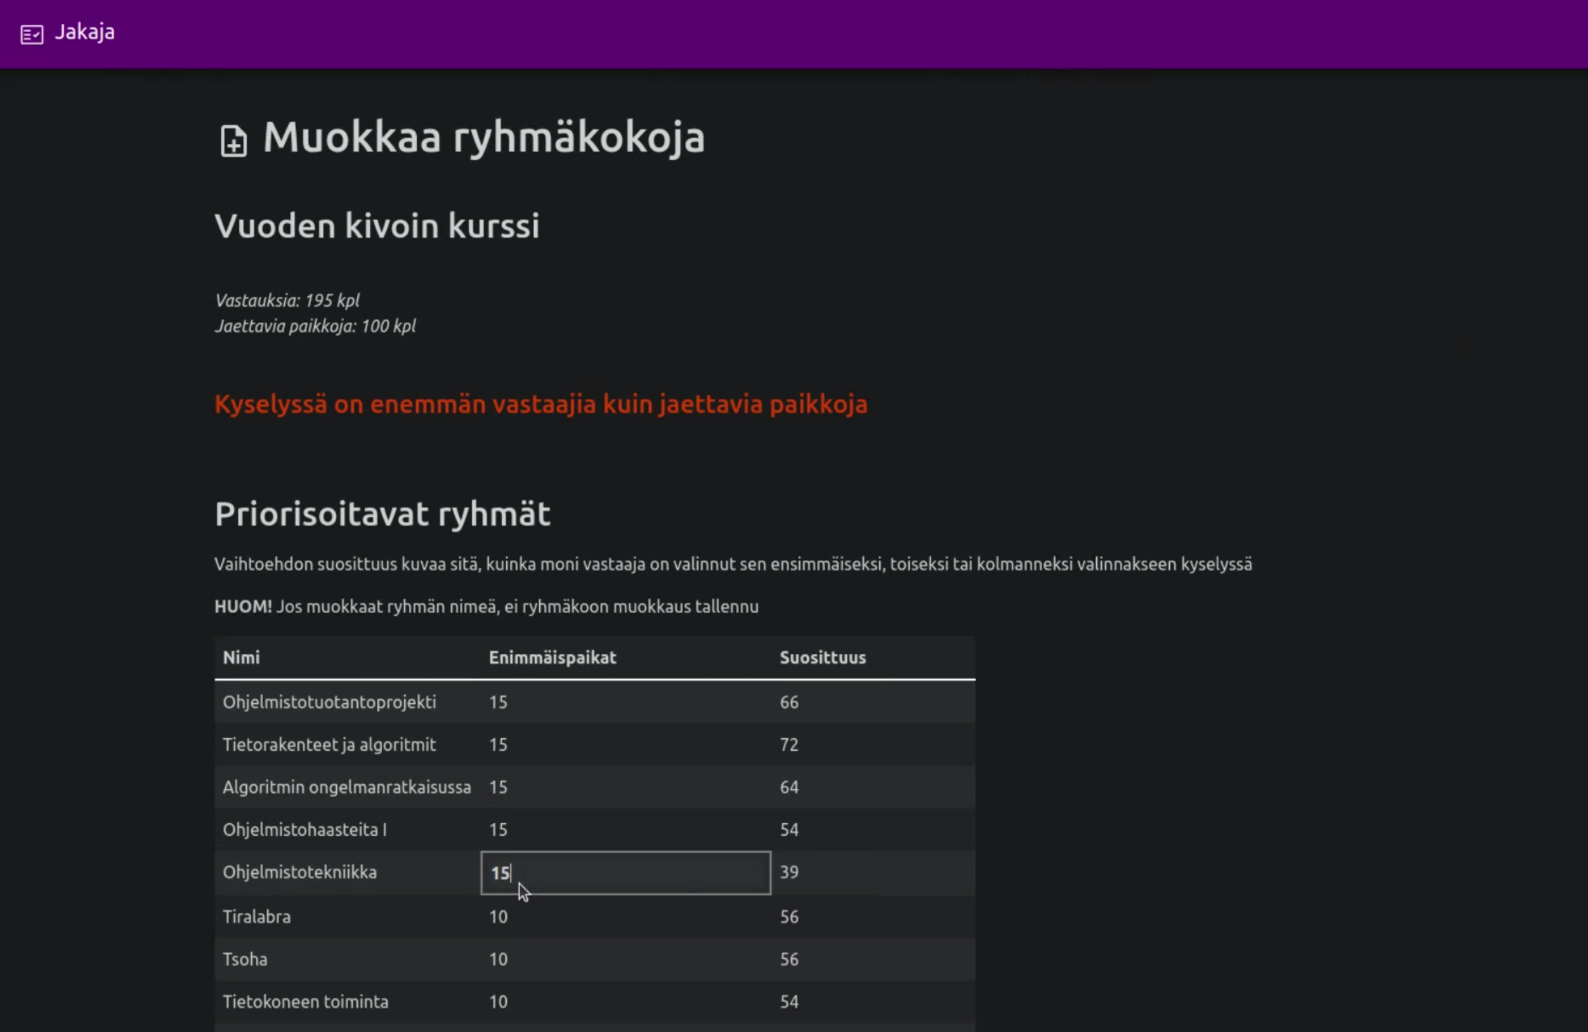 Jakaja
Muokkaa ryhmäkokoja
Vuoden kivoin kurssi
Vastauksia: 195 kpl
Jaettavia paikkoja: 100 kpl
Kyselyssä on enemmän vastaajia kuin jaettavia paikkoja
Priorisoitavat ryhmät
Vaihtoehdon suosittuus kuvaa sitä, kuinka moni vastaaja on valinnut sen ensimmäiseksi, toiseksi tai kolmanneksi valinnakseen kyselyssä
HUOM! Jos muokkaat ryhmän nimeä, ei ryhmäkoon muokkaus tallennu
Nimi Enimmäispaikat Suosittuus
Ohjelmistotuotantoprojekti 15 66
Tietorakenteet ja algoritmit 15 72
Algoritmin ongelmanratkaisussa 15 64
Ohjelmistohaasteita I 15 54
Ohjelmistotekniikka 15 39
Tiralabra 10 56
Tsoha 10 56
Tietokoneen toiminta 10 54